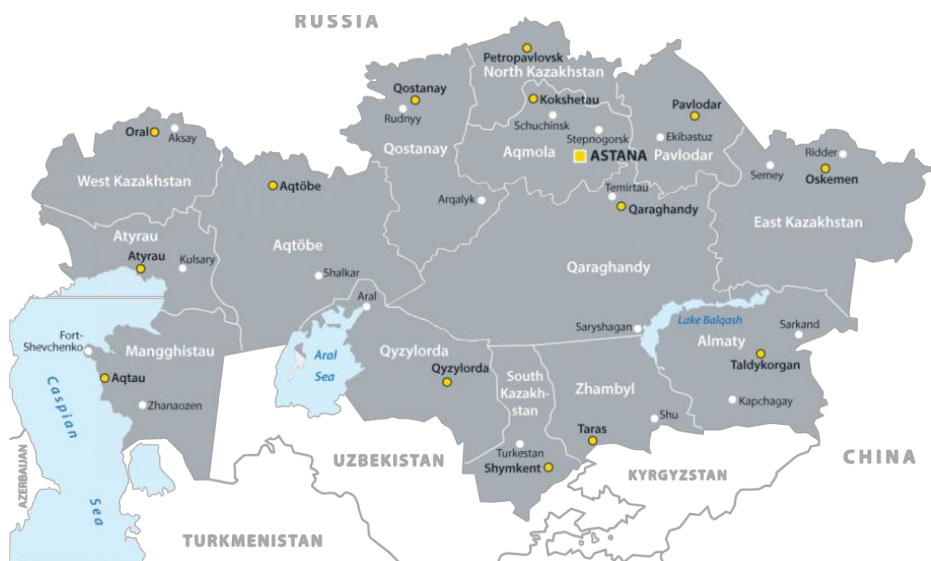 RUSSIA
Petropavlovsk
North Kazakhstan
Qostanay
Rudnyy
Kokshetau
Schuchinsk
Stepnogorsk
Pavlodar
Ekibastuz
Oral
Aksay
Qostanay
Aqmola
ASTANA
Pavlodar
Ridder
Semey
Oskemen
West Kazakhstan
Aqtöbe
Arqalyk
Temirtau
Qaraghandy
East Kazakhstan
Atyrau
Aqtöbe
Atyrau
Kulsary
Shalkar
Qaraghandy
Aral
Fort-
Shevchenko
Mangghistau
Aral
Sea
Qyzylorda
Saryshagan
Lake Balqash
Sarkand
Almaty
Aqtau
Caspian
Sea
Zhanaozen
Qyzylorda
South
Kazakh-
stan
Zhambyl
Taldykorgan
Kapchagay
Shu
Taras
Turkestan
Shymkent
UZBEKISTAN
KYRGYZSTAN
CHINA
AZERBAIJAN
TURKMENISTAN